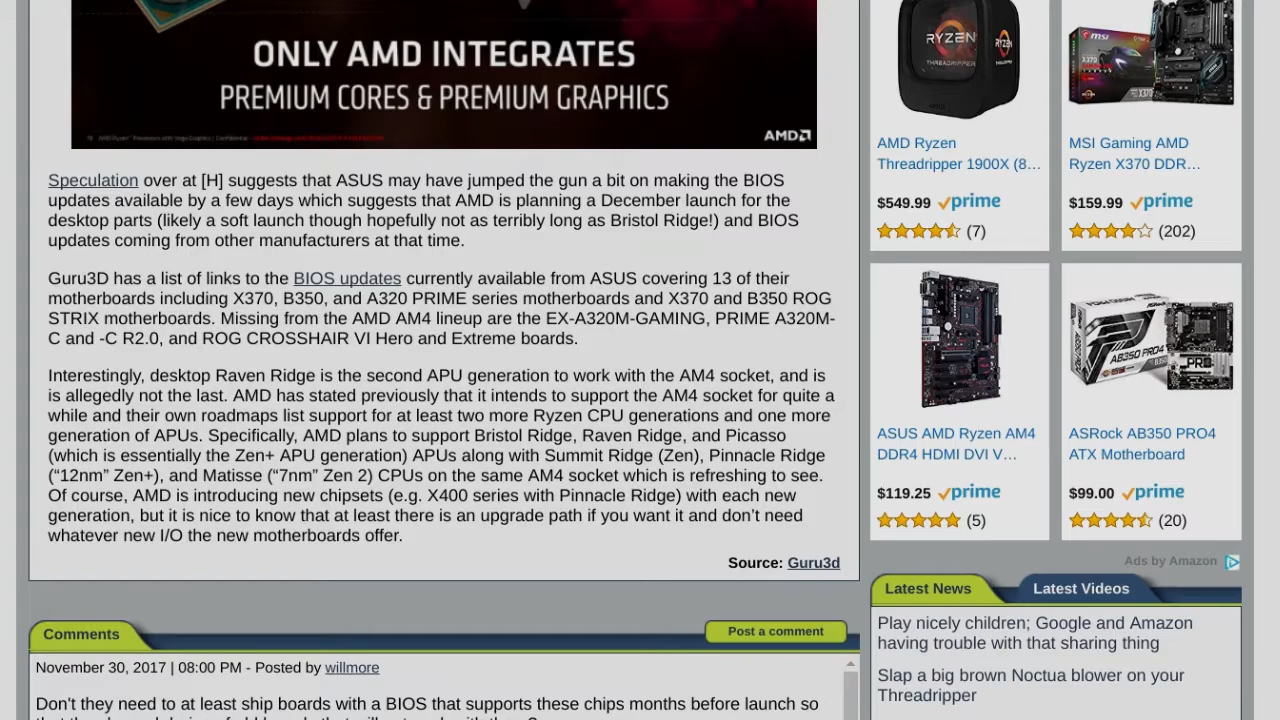 ONLY AMD INTEGRATES
PREMIUM CORES & PREMIUM GRAPHICS
AMD
Speculation over at [H] suggests that ASUS may have jumped the gun a bit on making the BIOS
updates available by a few days which suggests that AMD is planning a December launch for the
desktop parts (likely a soft launch though hopefully not as terribly long as Bristol Ridge!) and BIOS
updates coming from other manufacturers at that time.
Guru3D has a list of links to the BIOS updates currently available from ASUS covering 13 of their
motherboards including X370, B350, and A320 PRIME series motherboards and X370 and B350 ROG
STRIX motherboards. Missing from the AMD AM4 lineup are the EX-A320M-GAMING, PRIME A320M-
C and -C R2.0, and ROG CROSSHAIR VI Hero and Extreme boards.
Interestingly, desktop Raven Ridge is the second APU generation to work with the AM4 socket, and is
is allegedly not the last. AMD has stated previously that it intends to support the AM4 socket for quite a
while and their own roadmaps list support for at least two more Ryzen CPU generations and one more
generation of APUs. Specifically, AMD plans to support Bristol Ridge, Raven Ridge, and Picasso
(which is essentially the Zen+ APU generation) APUs along with Summit Ridge (Zen), Pinnacle Ridge
(“12nm” Zen+), and Matisse (“7nm” Zen 2) CPUs on the same AM4 socket which is refreshing to see.
Of course, AMD is introducing new chipsets (e.g. X400 series with Pinnacle Ridge) with each new
generation, but it is nice to know that at least there is an upgrade path if you want it and don’t need
whatever new I/O the new motherboards offer.
Source: Guru3d
Comments
Post a comment
November 30, 2017 | 08:00 PM - Posted by willmore
Don't they need to at least ship boards with a BIOS that supports these chips months before launch so
RYZEN
THREADRIPPER
AMD Ryzen
Threadripper 1900X (8...
$549.99 prime
(7)
msi
X370
MSI Gaming AMD
Ryzen X370 DDR...
$159.99 prime
(202)
ASUS AMD Ryzen AM4
DDR4 HDMI DVI V...
$119.25 prime
(5)
AB350 PRO4
PRO
ASRock AB350 PRO4
ATX Motherboard
$99.00 prime
(20)
Ads by Amazon
Latest News
Latest Videos
Play nicely children; Google and Amazon
having trouble with that sharing thing
Slap a big brown Noctua blower on your
Threadripper